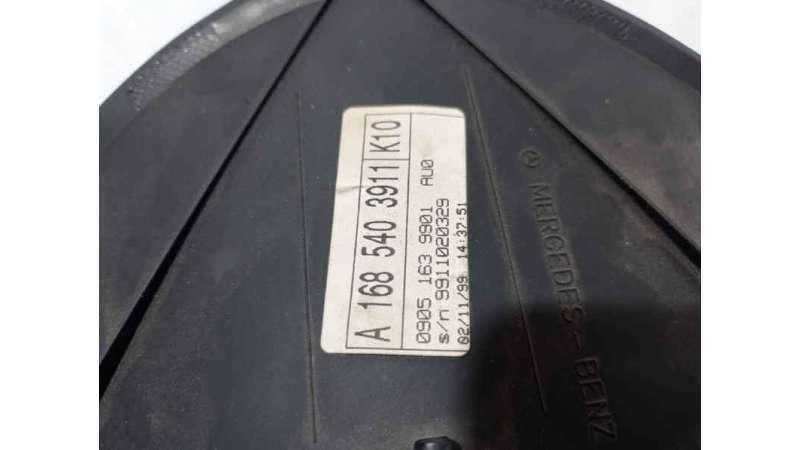 A 168 540 3911 K10
0905 163 9901 AU0
s/n 9911020329
02/11/99 14:37:51
MERCEDES-BENZ